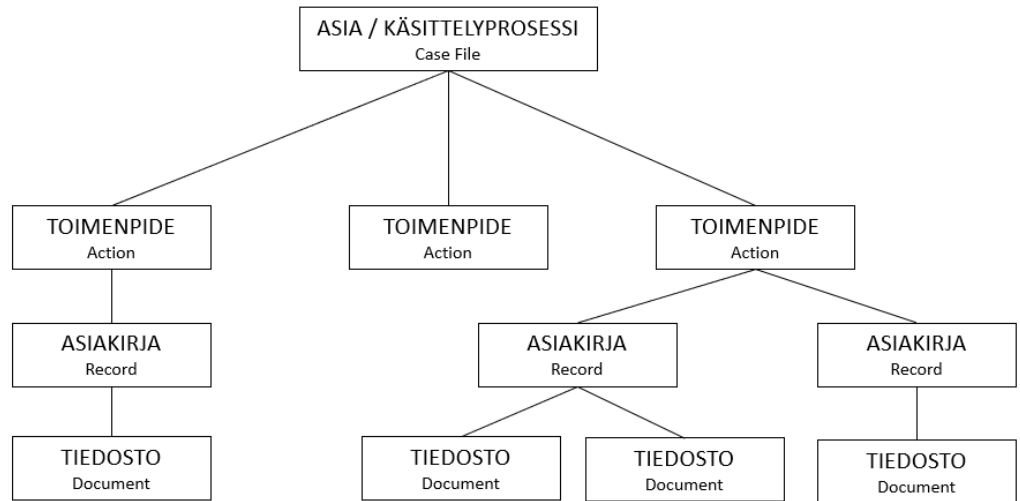 ASIA / KÄSITTELYPROSESSI
Case File
TOIMENPIDE
Action
TOIMENPIDE
Action
TOIMENPIDE
Action
ASIAKIRJA
Record
ASIAKIRJA
Record
ASIAKIRJA
Record
TIEDOSTO
Document
TIEDOSTO
Document
TIEDOSTO
Document
TIEDOSTO
Document